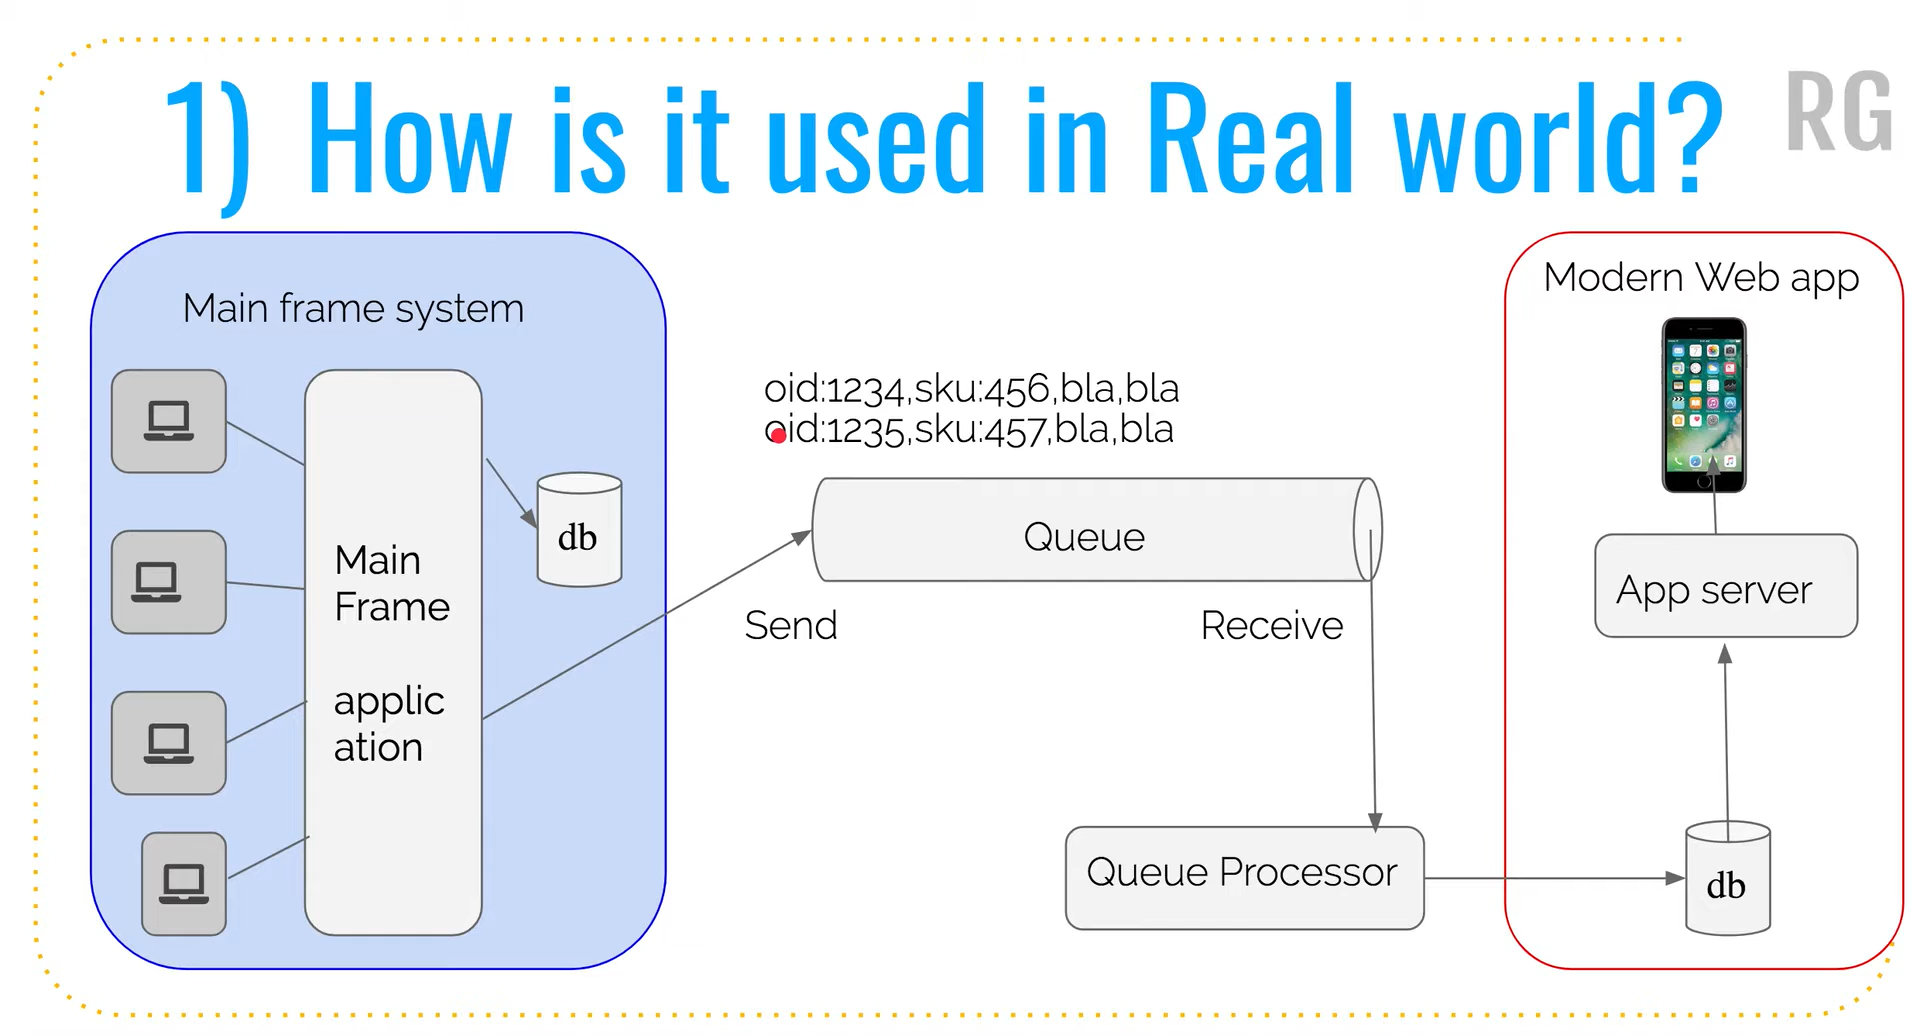 1) How is it used in Real world?
RG
Main frame system
Main
Frame
applic
ation
db
oid:1234,sku:456,bla,bla
oid:1235,sku:457,bla,bla
Queue
Send
Receive
Queue Processor
Modern Web app
App server
db